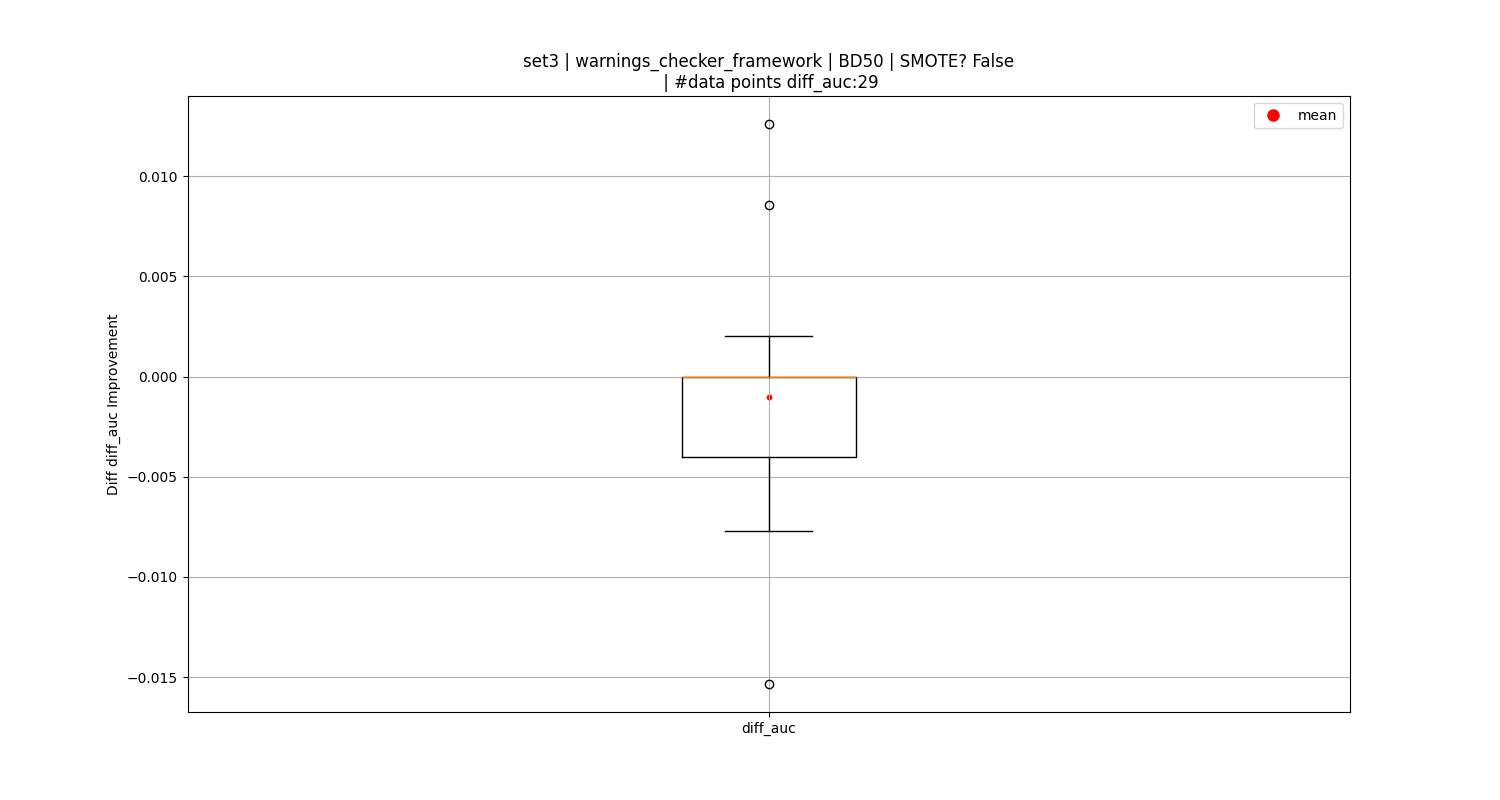 set3 | warnings_checker_framework | BD50 | SMOTE? False
| #data points diff_auc:29
mean
0.010
0.005
0.000
−0.005
−0.010
−0.015
Diff diff_auc Improvement
diff_auc